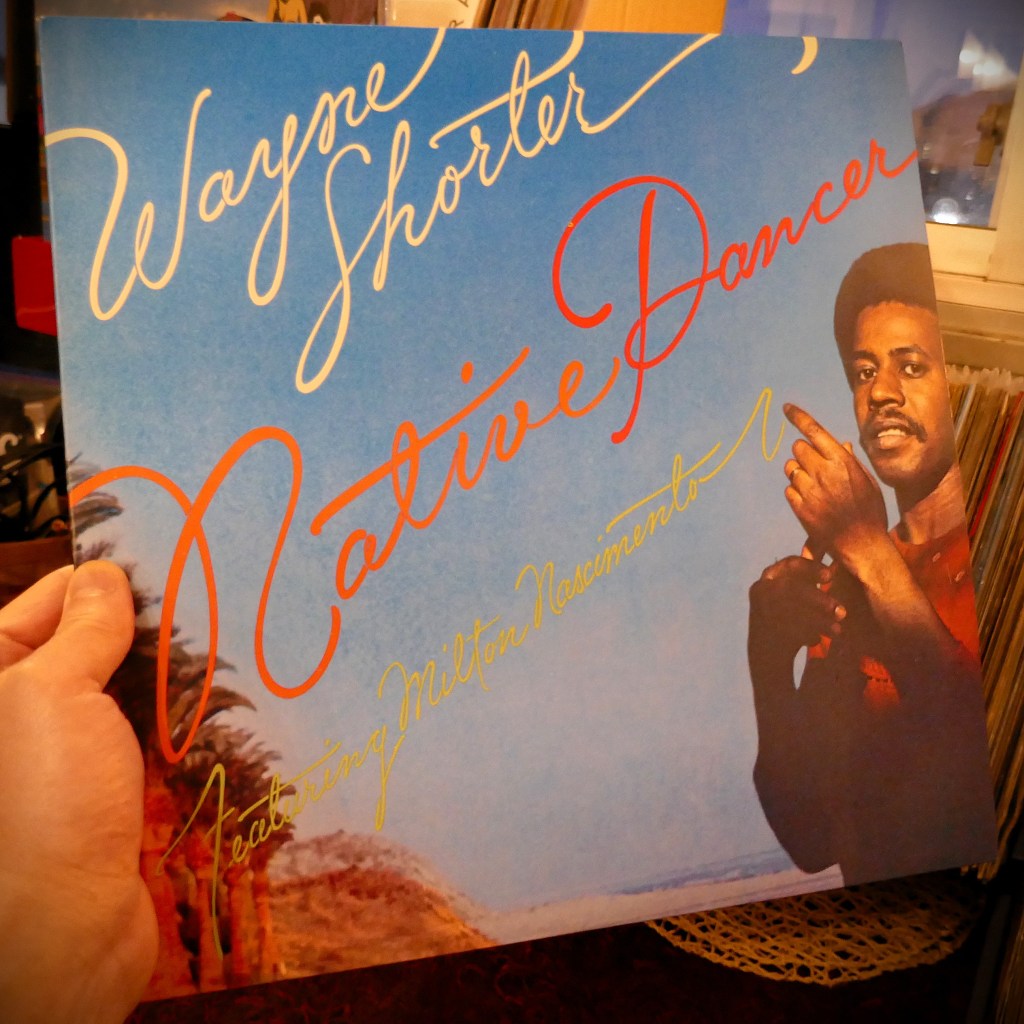 Wayne
Shorter
Native Dancer
Featuring Milton Nascimento